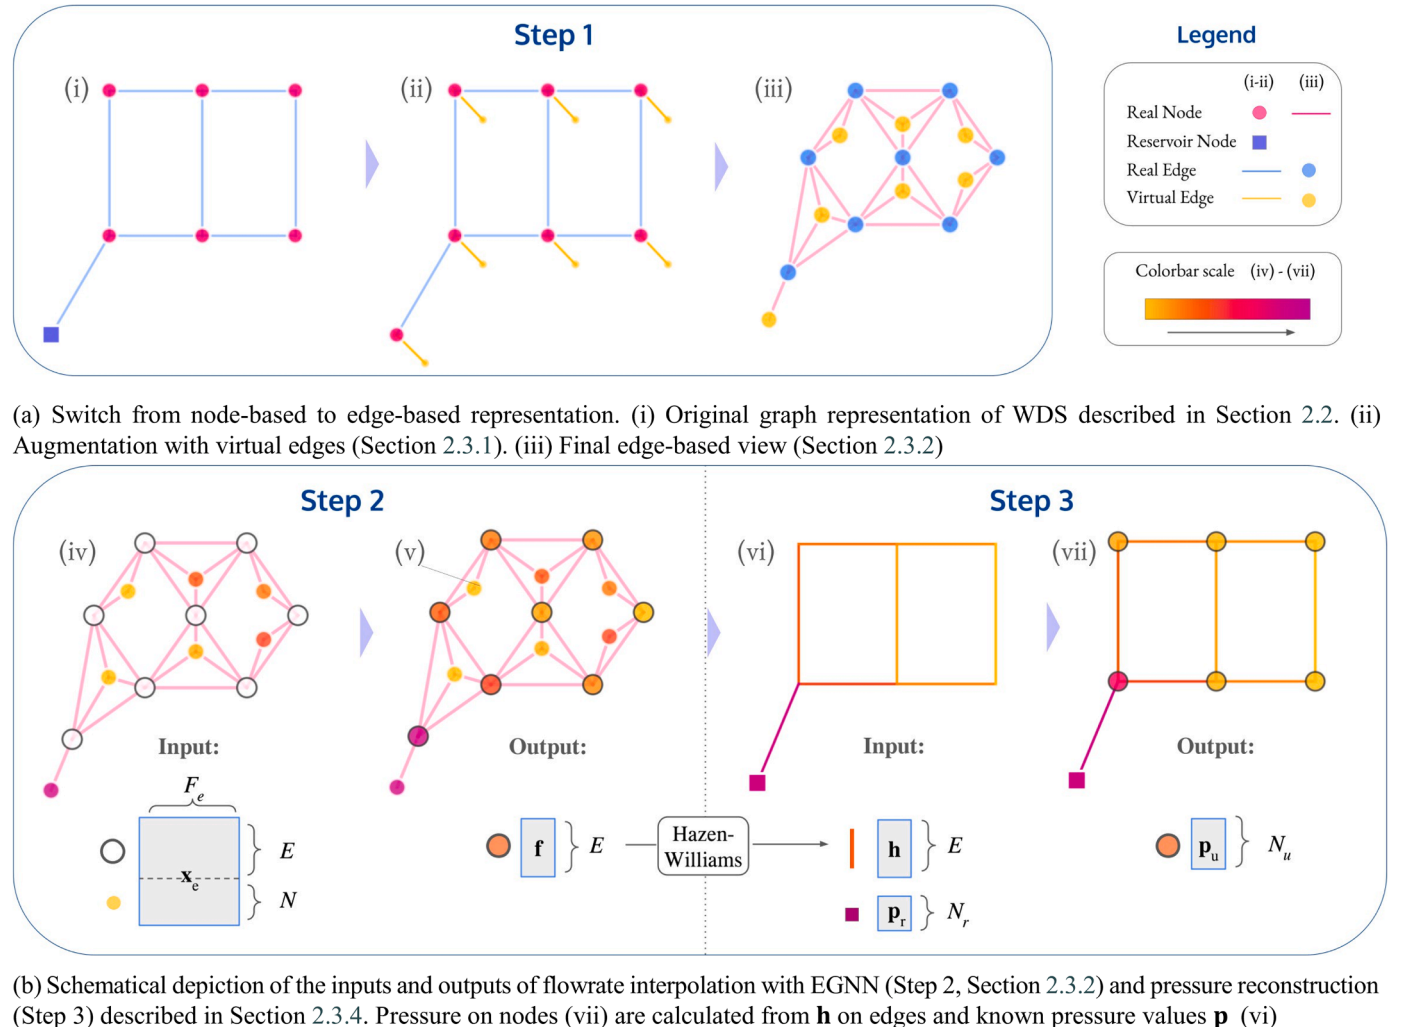 Step 1
Legend
(i)
(ii)
(iii)
(i-ii) (iii)
Real Node
Reservoir Node
Real Edge
Virtual Edge
Colorbar scale (iv) - (vii)
(a) Switch from node-based to edge-based representation. (i) Original graph representation of WDS described in Section 2.2. (ii)
Augmentation with virtual edges (Section 2.3.1). (iii) Final edge-based view (Section 2.3.2)
Step 2
Step 3
(iv)
(v)
(vi)
(vii)
Input:
Output:
Input:
Output:
F_e
x_e
E
N
f
E
Hazen-
Williams
h
E
p_r
N_r
p_u
N_u
(b) Schematical depiction of the inputs and outputs of flowrate interpolation with EGNN (Step 2, Section 2.3.2) and pressure reconstruction
(Step 3) described in Section 2.3.4. Pressure on nodes (vii) are calculated from h on edges and known pressure values p (vi)